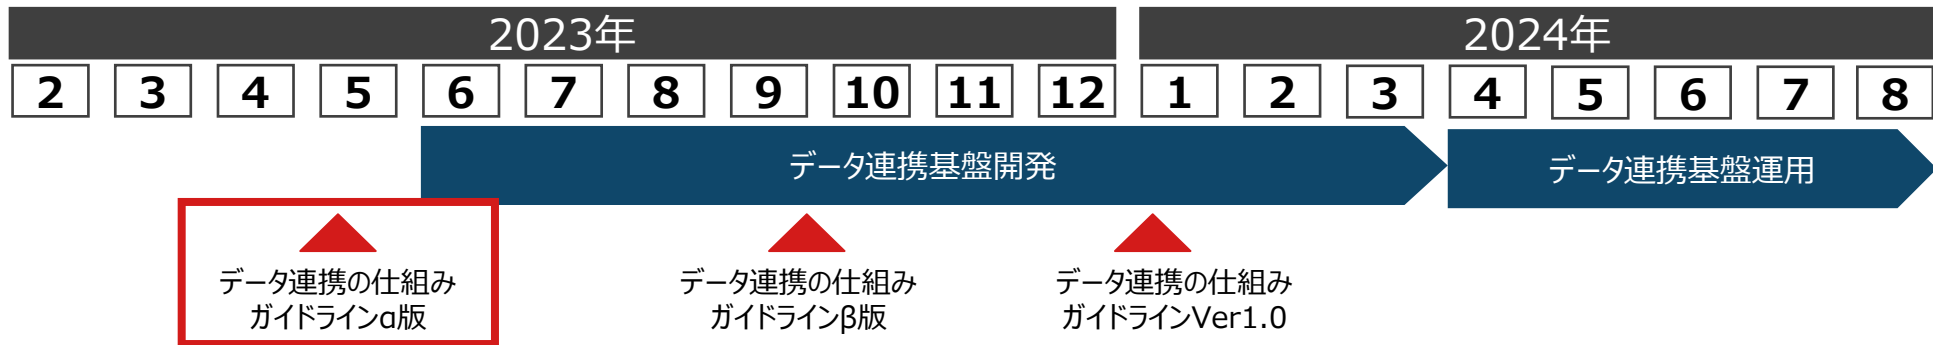 2023年 2024年
2 3 4 5 6 7 8 9 10 11 12 1 2 3 4 5 6 7 8
データ連携基盤開発 データ連携基盤運用
データ連携の仕組み
ガイドラインα版
データ連携の仕組み
ガイドラインβ版
データ連携の仕組み
ガイドラインVer1.0